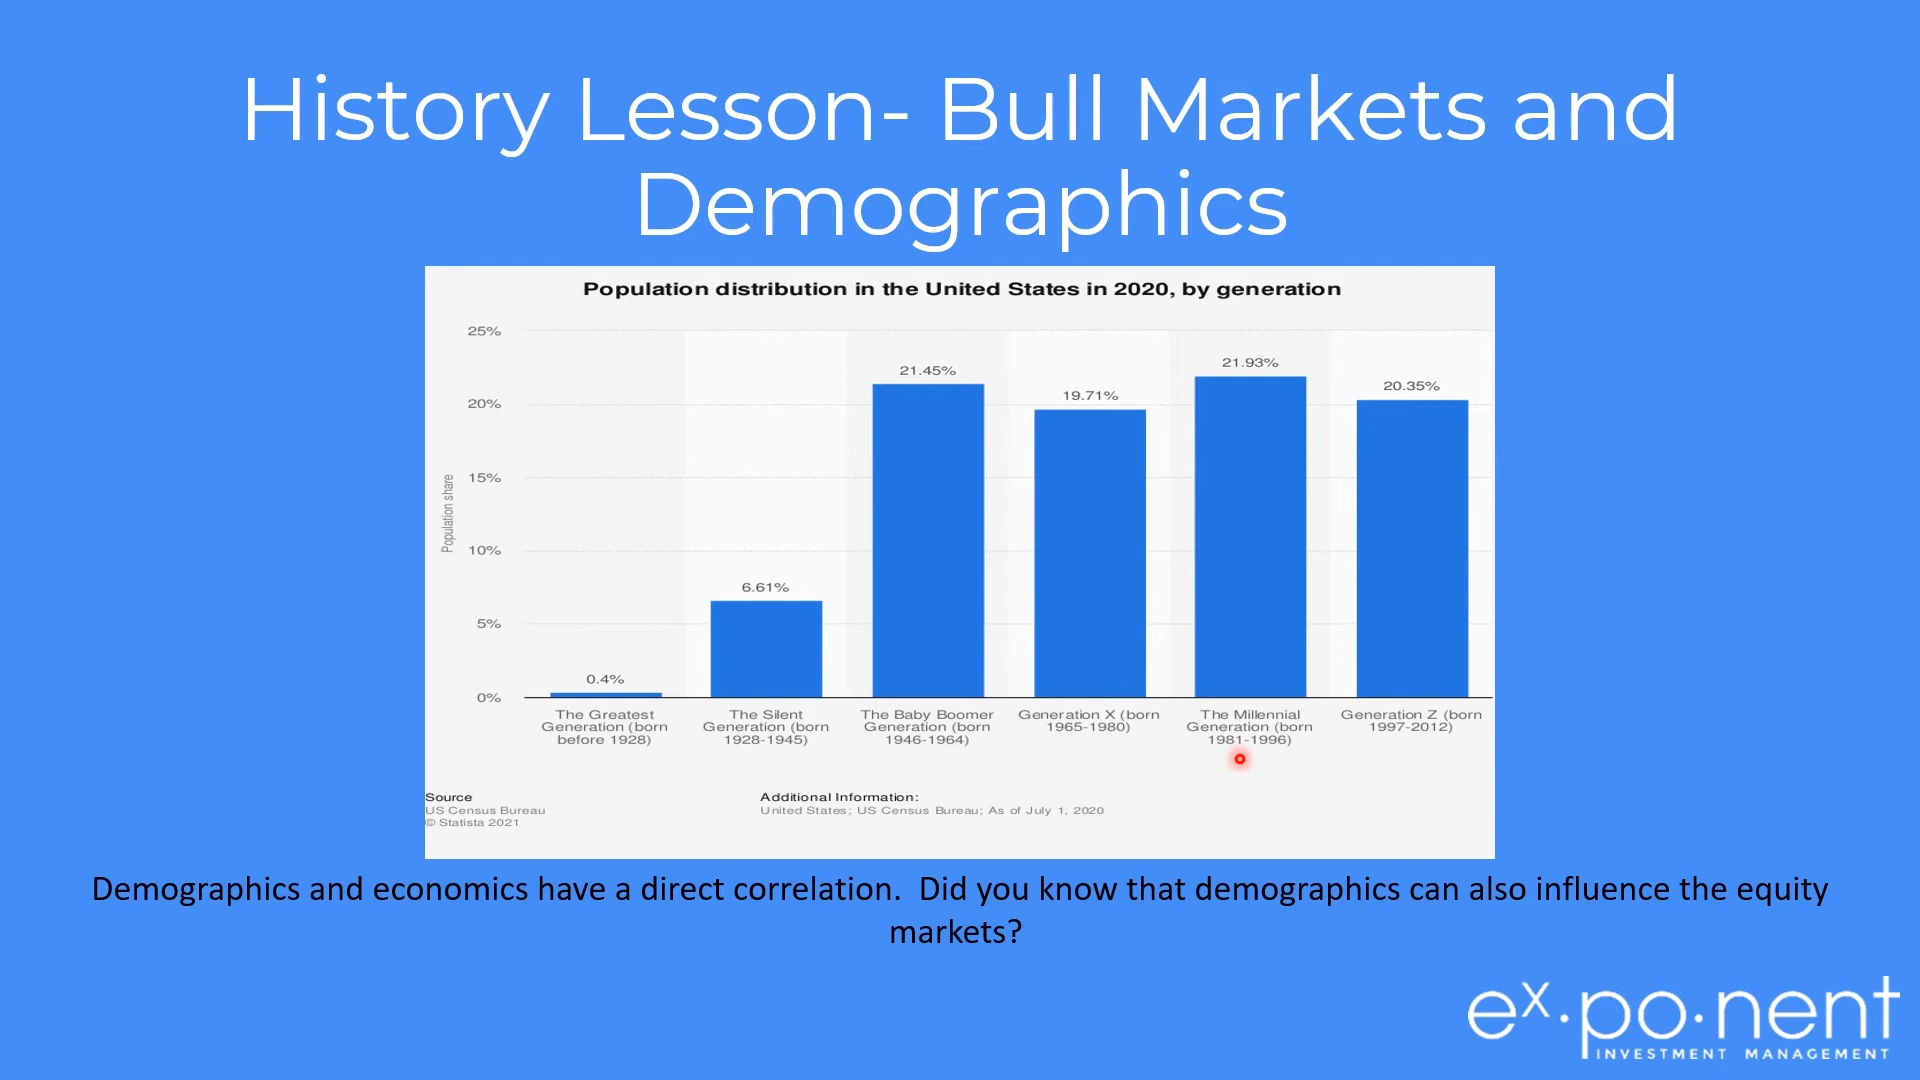 History Lesson- Bull Markets and
Demographics
Population distribution in the United States in 2020, by generation
25%
20%
15%
10%
5%
0%
Population share
0.4%
6.61%
21.45%
19.71%
21.93%
20.35%
The Greatest
Generation (born
before 1928)
The Silent
Generation (born
1928-1945)
The Baby Boomer
Generation (born
1946-1964)
Generation X (born
1965-1980)
The Millennial
Generation (born
1981-1996)
Generation Z (born
1997-2012)
Source
US Census Bureau
© Statista 2021
Additional Information:
United States; US Census Bureau; As of July 1, 2020
Demographics and economics have a direct correlation.  Did you know that demographics can also influence the equity
markets?
ex·po·nent
INVESTMENT MANAGEMENT